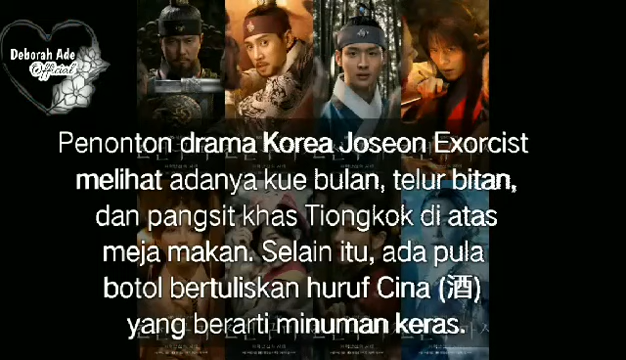 Deborah Ade
Official
Penonton drama Korea Joseon Exorcist
melihat adanya kue bulan, telur bitan,
dan pangsit khas Tiongkok di atas
meja makan. Selain itu, ada pula
botol bertuliskan huruf Cina (酒)
yang berarti minuman keras.